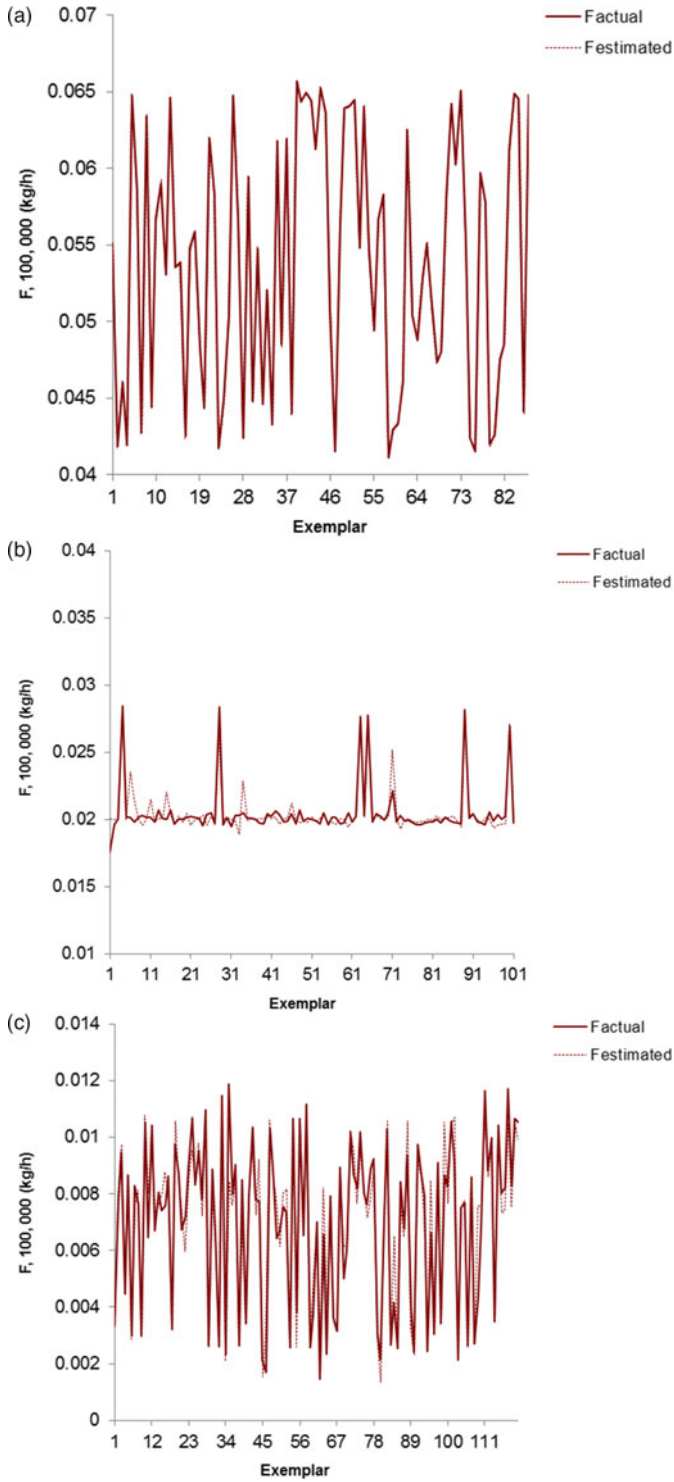 (a)
0.07
0.065
0.06
0.055
0.05
0.045
0.04
F, 100, 000 (kg/h)
1 10 19 28 37 46 55 64 73 82
Exemplar
Factual
Festimated
(b)
0.04
0.035
0.03
0.025
0.02
0.015
0.01
F, 100,000 (kg/h)
1 11 21 31 41 51 61 71 81 91 101
Exemplar
Factual
Festimated
(c)
0.014
0.012
0.01
0.008
0.006
0.004
0.002
0
F, 100,000 (kg/h)
1 12 23 34 45 56 67 78 89 100 111
Exemplar
Factual
Festimated